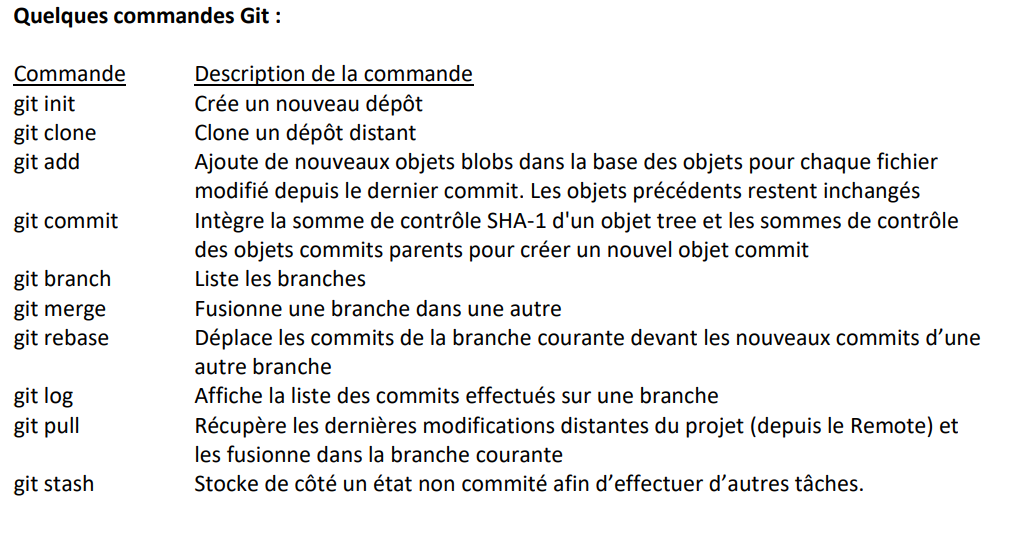 Quelques commandes Git :
Commande Description de la commande
git init Crée un nouveau dépôt
git clone Clone un dépôt distant
git add Ajoute de nouveaux objets blobs dans la base des objets pour chaque fichier
modifié depuis le dernier commit. Les objets précédents restent inchangés
git commit Intègre la somme de contrôle SHA-1 d'un objet tree et les sommes de contrôle
des objets commits parents pour créer un nouvel objet commit
git branch Liste les branches
git merge Fusionne une branche dans une autre
git rebase Déplace les commits de la branche courante devant les nouveaux commits d’une
autre branche
git log Affiche la liste des commits effectués sur une branche
git pull Récupère les dernières modifications distantes du projet (depuis le Remote) et
les fusionne dans la branche courante
git stash Stocke de côté un état non commité afin d’effectuer d’autres tâches.